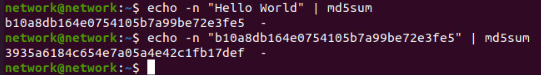 network@network:~$ echo -n "Hello World" | md5sum
b10a8db164e0754105b7a99be72e3fe5  -
network@network:~$ echo -n "b10a8db164e0754105b7a99be72e3fe5" | md5sum
3935a6184c654e7a05a4e42c1fb17def  -
network@network:~$